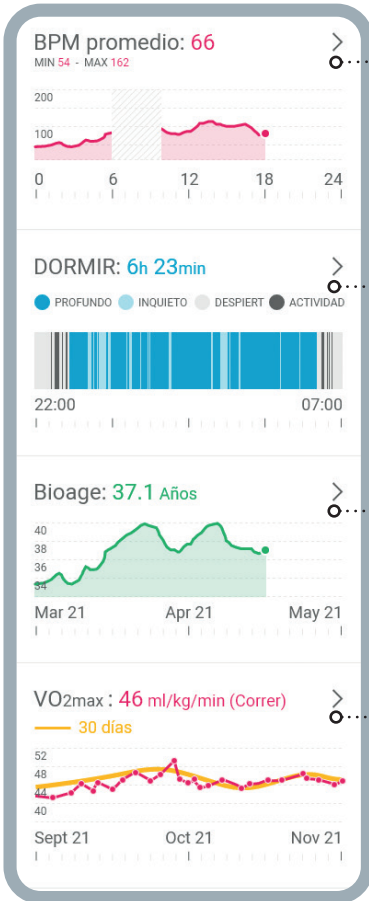 BPM promedio: 66
MIN 54 - MAX 162
200
100
0 6 12 18 24
DORMIR: 6h 23min
PROFUNDO INQUIETO DESPIERT ACTIVIDAD
22:00 07:00
Bioage: 37.1 Años
40
38
36
34
Mar 21 Apr 21 May 21
VO2max : 46 ml/kg/min (Correr)
30 días
52
48
44
40
Sept 21 Oct 21 Nov 21